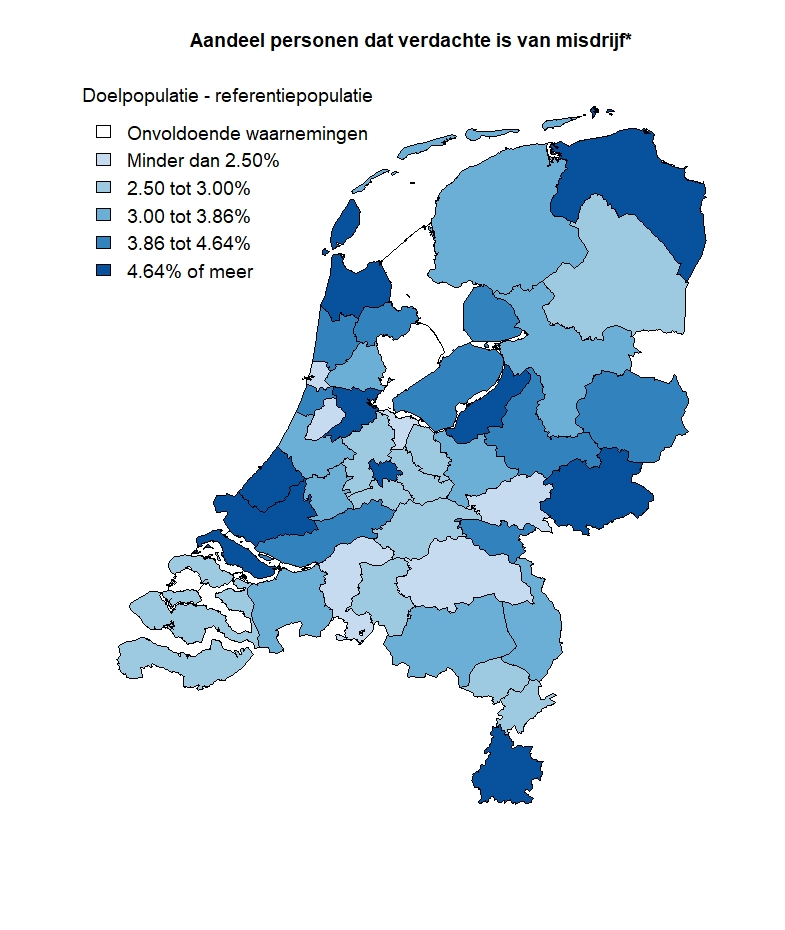 Aandeel personen dat verdachte is van misdrijf*
Doelpopulatie - referentiepopulatie
Onvoldoende waarnemingen
Minder dan 2.50%
2.50 tot 3.00%
3.00 tot 3.86%
3.86 tot 4.64%
4.64% of meer